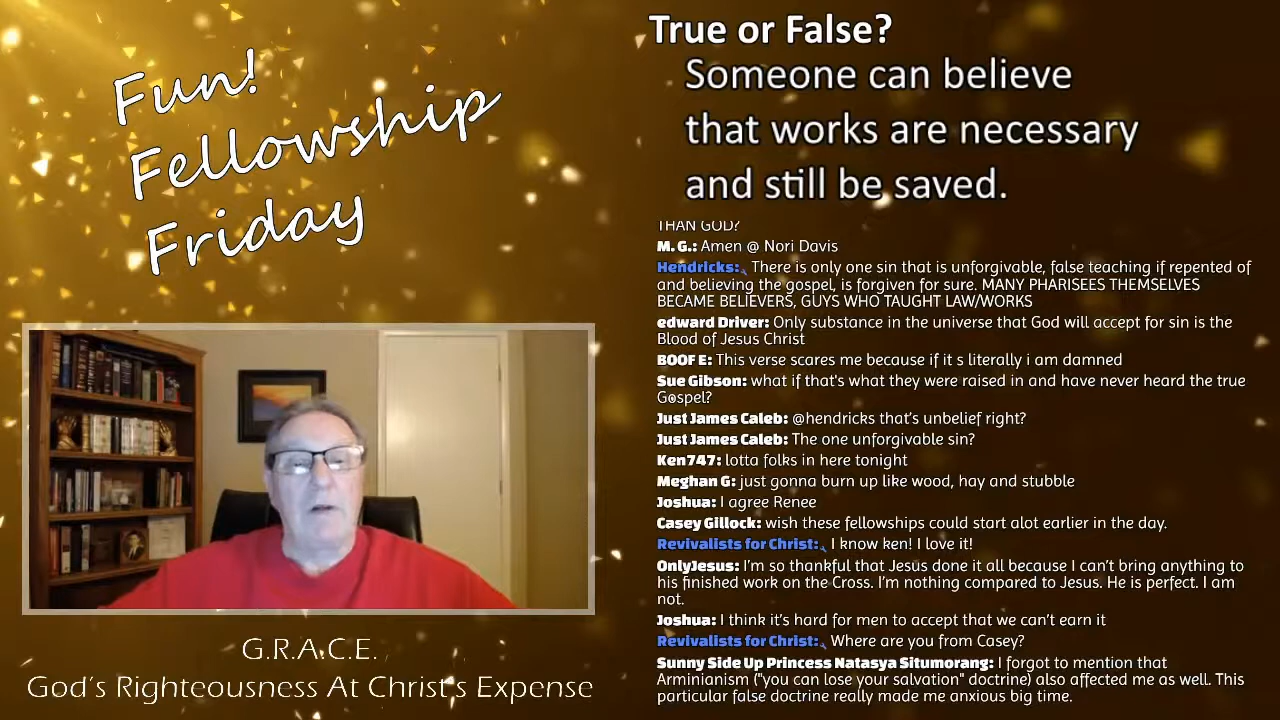 Fun!
Fellowship
Friday
G.R.A.C.E.
God's Righteousness At Christ's Expense
True or False?
Someone can believe
that works are necessary
and still be saved.
THAN GOD?
M. G.: Amen @ Nori Davis
Hendricks: There is only one sin that is unforgivable, false teaching if repented of
and believing the gospel, is forgiven for sure. MANY PHARISEES THEMSELVES
BECAME BELIEVERS, GUYS WHO TAUGHT LAW/WORKS
edward Driver: Only substance in the universe that God will accept for sin is the
Blood of Jesus Christ
BOOF E: This verse scares me because if it s literally i am damned
Sue Gibson: what if that's what they were raised in and have never heard the true
Gospel?
Just James Caleb: @hendricks that's unbelief right?
Just James Caleb: The one unforgivable sin?
Ken747: lotta folks in here tonight
Meghan G: just gonna burn up like wood, hay and stubble
Joshua: I agree Renee
Casey Gillock: wish these fellowships could start alot earlier in the day.
Revivalists for Christ: I know ken! I love it!
OnlyJesus: I'm so thankful that Jesus done it all because I can't bring anything to
his finished work on the Cross. I'm nothing compared to Jesus. He is perfect. I am
not.
Joshua: I think it's hard for men to accept that we can't earn it
Revivalists for Christ: Where are you from Casey?
Sunny Side Up Princess Natasya Situmorang: I forgot to mention that
Arminianism ("you can lose your salvation" doctrine) also affected me as well. This
particular false doctrine really made me anxious big time.